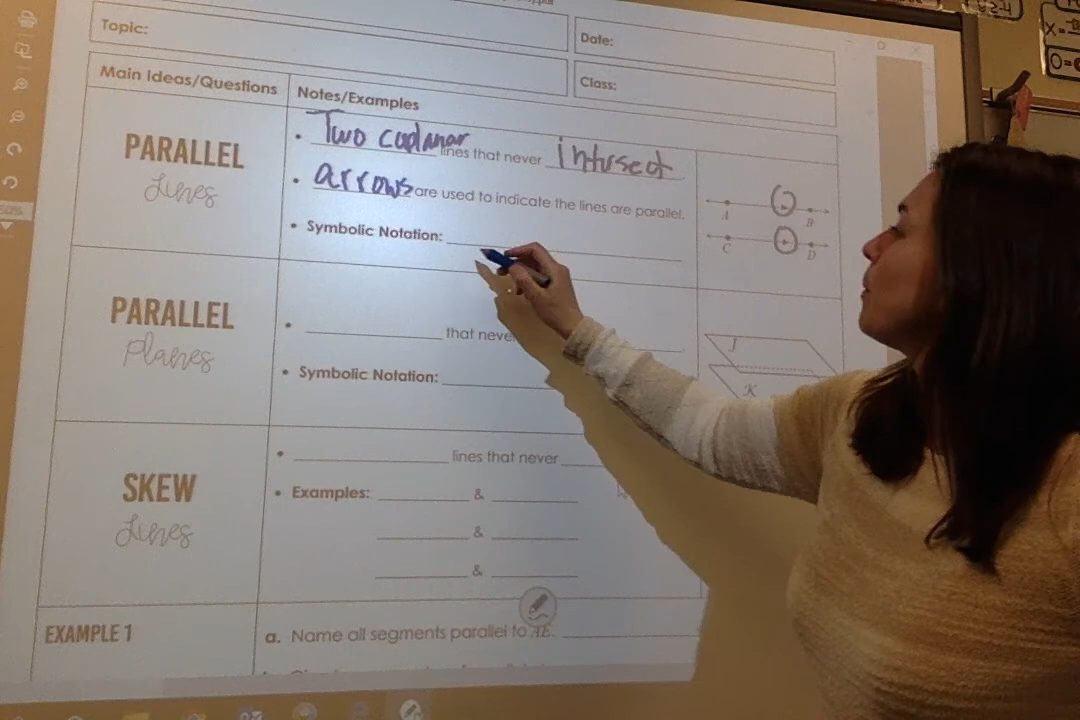 Topic:
Date:
Class:
Main Ideas/Questions
Notes/Examples
PARALLEL
Lines
• Two coplanar lines that never intersect
• arrows are used to indicate the lines are parallel.
• Symbolic Notation:
A
B
C
D
PARALLEL
Planes
• that neve
• Symbolic Notation:
J
K
SKEW
Lines
• lines that never
• Examples: &
&
&
EXAMPLE 1
a. Name all segments parallel to